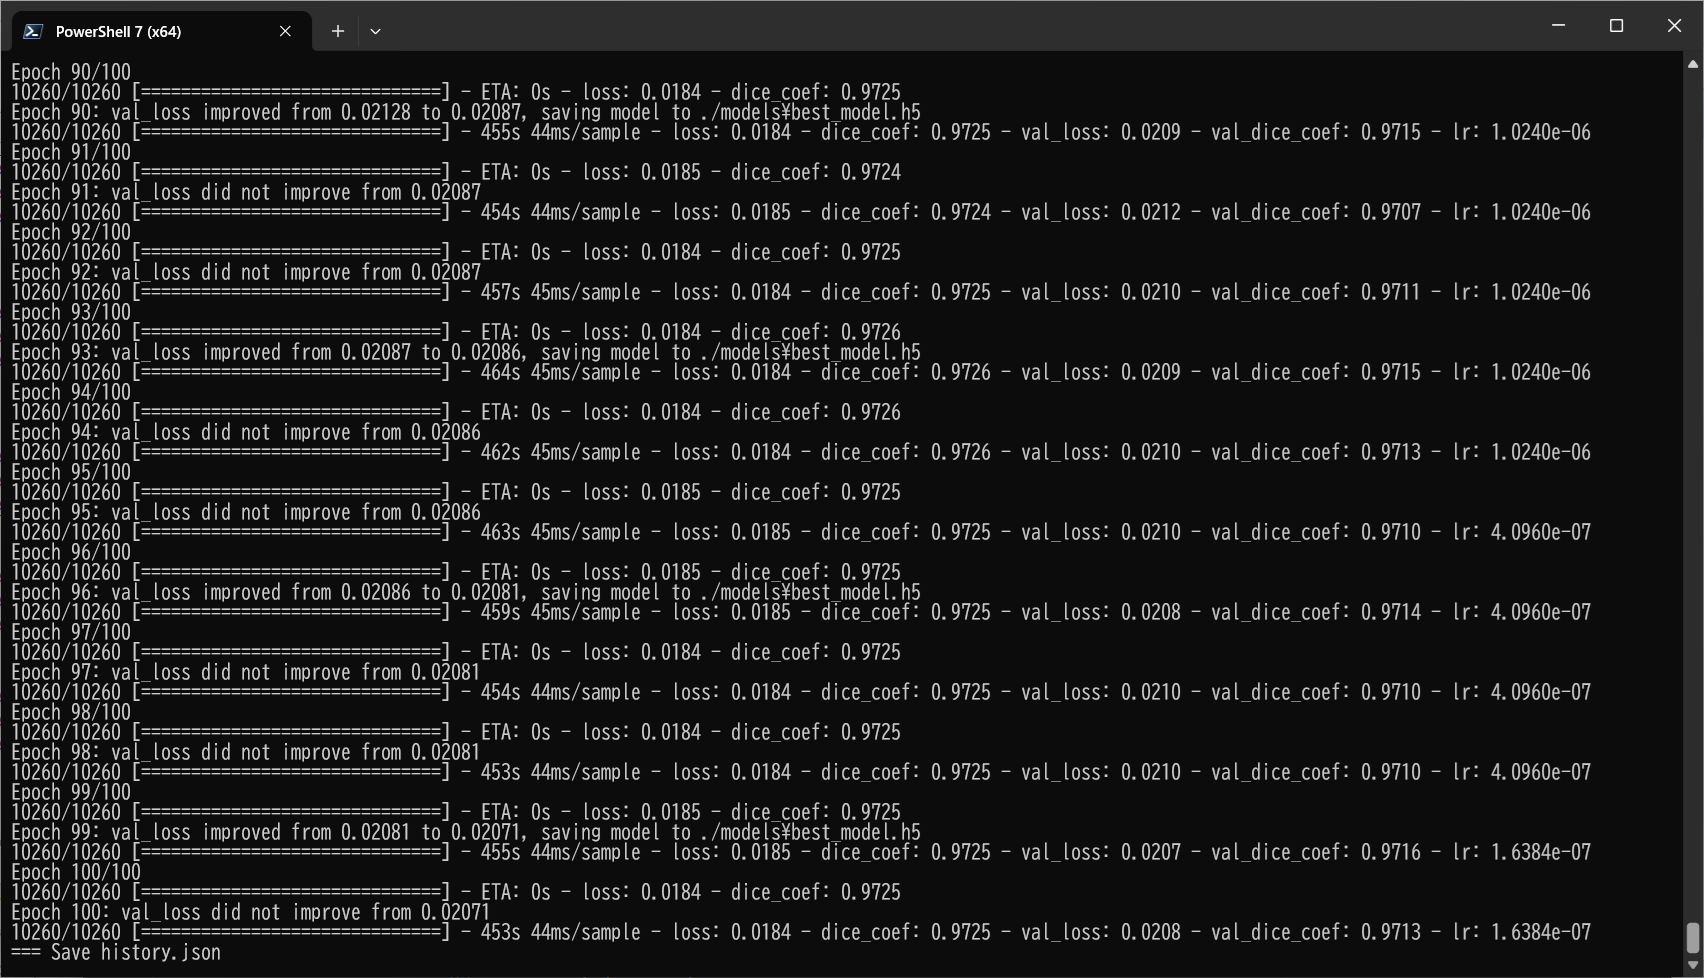 PowerShell 7 (x64)
Epoch 90/100
10260/10260 [==============================] - ETA: 0s - loss: 0.0184 - dice_coef: 0.9725
Epoch 90: val_loss improved from 0.02128 to 0.02087, saving model to ./models¥best_model.h5
10260/10260 [==============================] - 455s 44ms/sample - loss: 0.0184 - dice_coef: 0.9725 - val_loss: 0.0209 - val_dice_coef: 0.9715 - lr: 1.0240e-06
Epoch 91/100
10260/10260 [==============================] - ETA: 0s - loss: 0.0185 - dice_coef: 0.9724
Epoch 91: val_loss did not improve from 0.02087
10260/10260 [==============================] - 454s 44ms/sample - loss: 0.0185 - dice_coef: 0.9724 - val_loss: 0.0212 - val_dice_coef: 0.9707 - lr: 1.0240e-06
Epoch 92/100
10260/10260 [==============================] - ETA: 0s - loss: 0.0184 - dice_coef: 0.9725
Epoch 92: val_loss did not improve from 0.02087
10260/10260 [==============================] - 457s 45ms/sample - loss: 0.0184 - dice_coef: 0.9725 - val_loss: 0.0210 - val_dice_coef: 0.9711 - lr: 1.0240e-06
Epoch 93/100
10260/10260 [==============================] - ETA: 0s - loss: 0.0184 - dice_coef: 0.9726
Epoch 93: val_loss improved from 0.02087 to 0.02086, saving model to ./models¥best_model.h5
10260/10260 [==============================] - 464s 45ms/sample - loss: 0.0184 - dice_coef: 0.9726 - val_loss: 0.0209 - val_dice_coef: 0.9715 - lr: 1.0240e-06
Epoch 94/100
10260/10260 [==============================] - ETA: 0s - loss: 0.0184 - dice_coef: 0.9726
Epoch 94: val_loss did not improve from 0.02086
10260/10260 [==============================] - 462s 45ms/sample - loss: 0.0184 - dice_coef: 0.9726 - val_loss: 0.0210 - val_dice_coef: 0.9713 - lr: 1.0240e-06
Epoch 95/100
10260/10260 [==============================] - ETA: 0s - loss: 0.0185 - dice_coef: 0.9725
Epoch 95: val_loss did not improve from 0.02086
10260/10260 [==============================] - 463s 45ms/sample - loss: 0.0185 - dice_coef: 0.9725 - val_loss: 0.0210 - val_dice_coef: 0.9710 - lr: 4.0960e-07
Epoch 96/100
10260/10260 [==============================] - ETA: 0s - loss: 0.0185 - dice_coef: 0.9725
Epoch 96: val_loss improved from 0.02086 to 0.02081, saving model to ./models¥best_model.h5
10260/10260 [==============================] - 459s 45ms/sample - loss: 0.0185 - dice_coef: 0.9725 - val_loss: 0.0208 - val_dice_coef: 0.9714 - lr: 4.0960e-07
Epoch 97/100
10260/10260 [==============================] - ETA: 0s - loss: 0.0184 - dice_coef: 0.9725
Epoch 97: val_loss did not improve from 0.02081
10260/10260 [==============================] - 454s 44ms/sample - loss: 0.0184 - dice_coef: 0.9725 - val_loss: 0.0210 - val_dice_coef: 0.9710 - lr: 4.0960e-07
Epoch 98/100
10260/10260 [==============================] - ETA: 0s - loss: 0.0184 - dice_coef: 0.9725
Epoch 98: val_loss did not improve from 0.02081
10260/10260 [==============================] - 453s 44ms/sample - loss: 0.0184 - dice_coef: 0.9725 - val_loss: 0.0210 - val_dice_coef: 0.9710 - lr: 4.0960e-07
Epoch 99/100
10260/10260 [==============================] - ETA: 0s - loss: 0.0185 - dice_coef: 0.9725
Epoch 99: val_loss improved from 0.02081 to 0.02071, saving model to ./models¥best_model.h5
10260/10260 [==============================] - 455s 44ms/sample - loss: 0.0185 - dice_coef: 0.9725 - val_loss: 0.0207 - val_dice_coef: 0.9716 - lr: 1.6384e-07
Epoch 100/100
10260/10260 [==============================] - ETA: 0s - loss: 0.0184 - dice_coef: 0.9725
Epoch 100: val_loss did not improve from 0.02071
10260/10260 [==============================] - 453s 44ms/sample - loss: 0.0184 - dice_coef: 0.9725 - val_loss: 0.0208 - val_dice_coef: 0.9713 - lr: 1.6384e-07
=== Save history.json